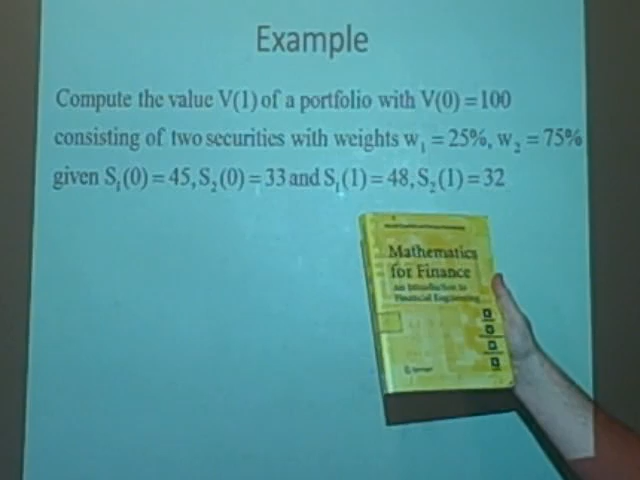 Example
Compute the value V(1) of a portfolio with V(0) = 100
consisting of two securities with weights w₁ = 25%, w₂ = 75%
given S₁(0) = 45, S₂(0) = 33 and S₁(1) = 48, S₂(1) = 32
Mathematics
for Finance
An Introduction to
Financial Engineering
Springer